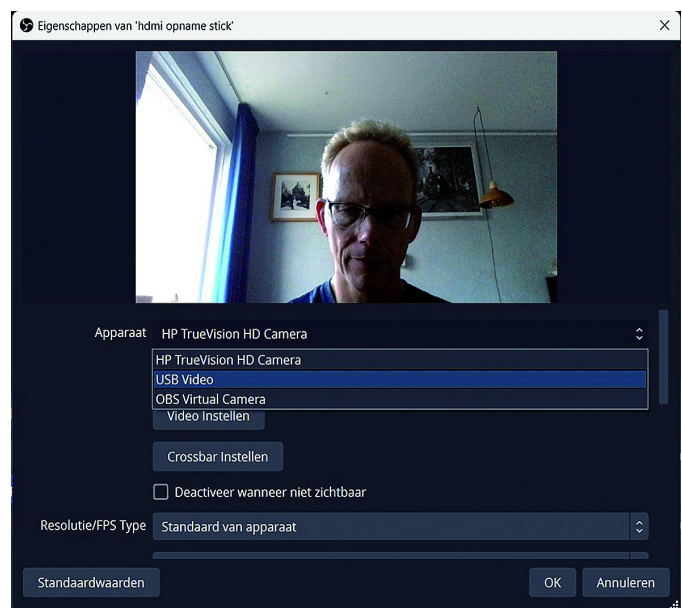 Eigenschappen van 'hdmi opname stick'
Apparaat HP TrueVision HD Camera
HP TrueVision HD Camera
USB Video
OBS Virtual Camera
Video Instellen
Crossbar Instellen
Deactiveer wanneer niet zichtbaar
Resolutie/FPS Type Standaard van apparaat
Standaardwaarden OK Annuleren